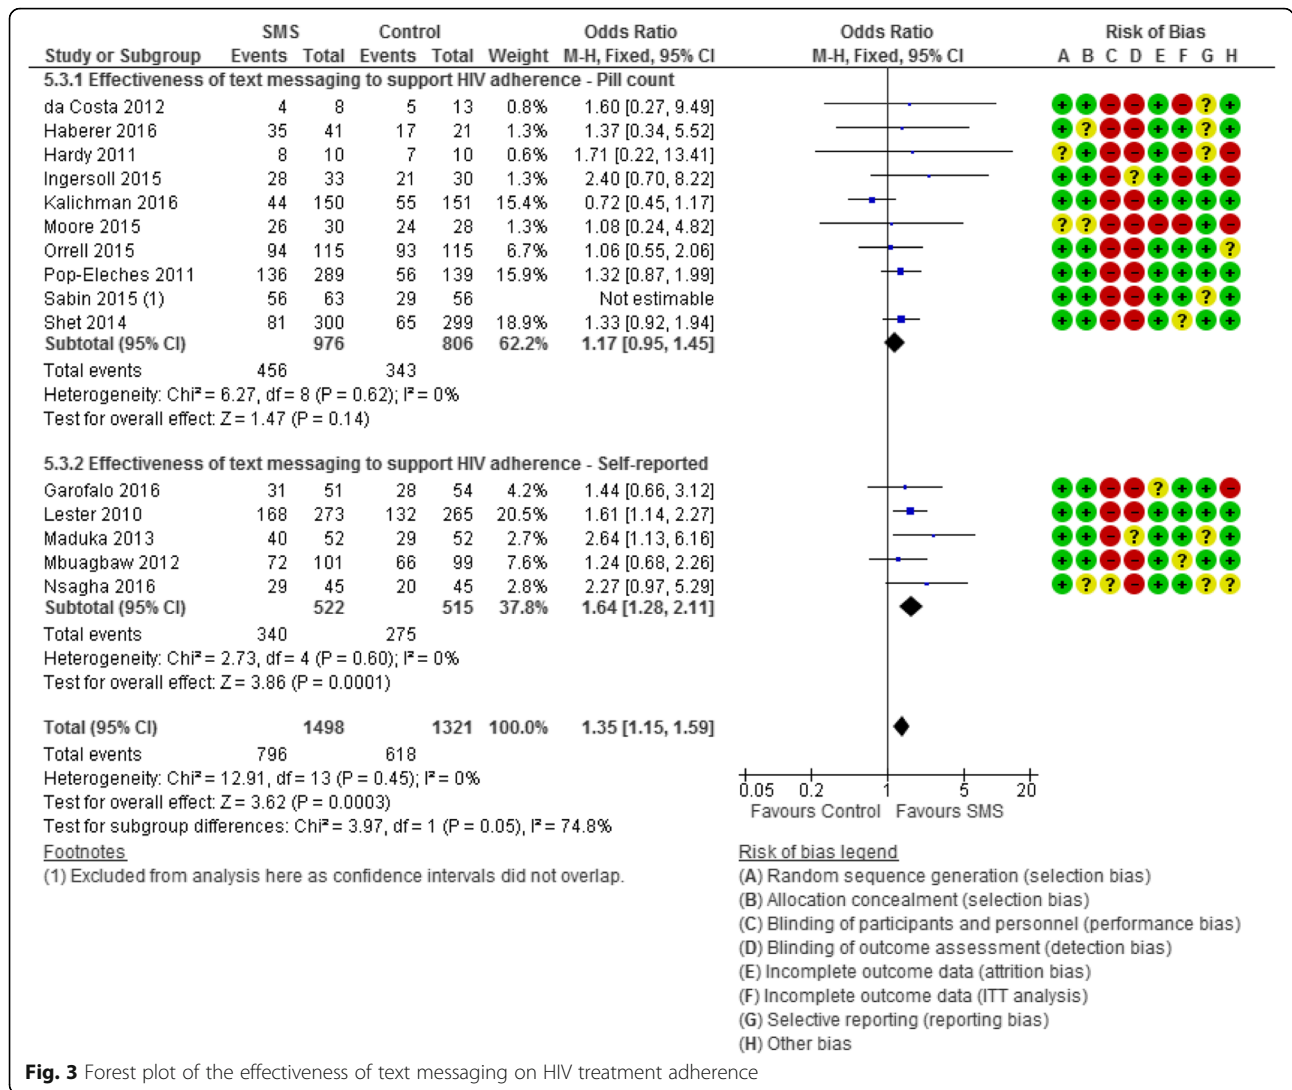 SMS Control Odds Ratio Odds Ratio Risk of Bias
Study or Subgroup Events Total Events Total Weight M-H, Fixed, 95% CI M-H, Fixed, 95% CI A B C D E F G H
5.3.1 Effectiveness of text messaging to support HIV adherence - Pill count
da Costa 2012 4 8 5 13 0.8% 1.60 [0.27, 9.49] + + - - + - ? +
Haberer 2016 35 41 17 21 1.3% 1.37 [0.34, 5.52] + ? - - + + ? +
Hardy 2011 8 10 7 10 0.6% 1.71 [0.22, 13.41] ? + - - + - ? -
Ingersoll 2015 28 33 21 30 1.3% 2.40 [0.70, 8.22] + + - ? + - + -
Kalichman 2016 44 150 55 151 15.4% 0.72 [0.45, 1.17] + + - - + - + +
Moore 2015 26 30 24 28 1.3% 1.08 [0.24, 4.82] ? ? - - - - + -
Orrell 2015 94 115 93 115 6.7% 1.06 [0.55, 2.06] + + - - + + + ?
Pop-Eleches 2011 136 289 56 139 15.9% 1.32 [0.87, 1.99] + + - - + + + +
Sabin 2015 (1) 56 63 29 56 Not estimable + + - - + + ? +
Shet 2014 81 300 65 299 18.9% 1.33 [0.92, 1.94] + + - - + ? + +
Subtotal (95% CI) 976 806 62.2% 1.17 [0.95, 1.45]
Total events 456 343
Heterogeneity: Chi² = 6.27, df = 8 (P = 0.62); I² = 0%
Test for overall effect: Z = 1.47 (P = 0.14)
5.3.2 Effectiveness of text messaging to support HIV adherence - Self-reported
Garofalo 2016 31 51 28 54 4.2% 1.44 [0.66, 3.12] + + - - ? + + -
Lester 2010 168 273 132 265 20.5% 1.61 [1.14, 2.27] + + - - + + + +
Maduka 2013 40 52 29 52 2.7% 2.64 [1.13, 6.16] + + - ? + + ? +
Mbuagbaw 2012 72 101 66 99 7.6% 1.24 [0.68, 2.26] + + - - + ? + +
Nsagha 2016 29 45 20 45 2.8% 2.27 [0.97, 5.29] + ? ? - + + ? ?
Subtotal (95% CI) 522 515 37.8% 1.64 [1.28, 2.11]
Total events 340 275
Heterogeneity: Chi² = 2.73, df = 4 (P = 0.60); I² = 0%
Test for overall effect: Z = 3.86 (P = 0.0001)
Total (95% CI) 1498 1321 100.0% 1.35 [1.15, 1.59]
Total events 796 618
Heterogeneity: Chi² = 12.91, df = 13 (P = 0.45); I² = 0%
Test for overall effect: Z = 3.62 (P = 0.0003)
Test for subgroup differences: Chi² = 3.97, df = 1 (P = 0.05), I² = 74.8%
0.05 0.2 1 5 20
Favours Control Favours SMS
Footnotes
(1) Excluded from analysis here as confidence intervals did not overlap.
Risk of bias legend
(A) Random sequence generation (selection bias)
(B) Allocation concealment (selection bias)
(C) Blinding of participants and personnel (performance bias)
(D) Blinding of outcome assessment (detection bias)
(E) Incomplete outcome data (attrition bias)
(F) Incomplete outcome data (ITT analysis)
(G) Selective reporting (reporting bias)
(H) Other bias
Fig. 3 Forest plot of the effectiveness of text messaging on HIV treatment adherence